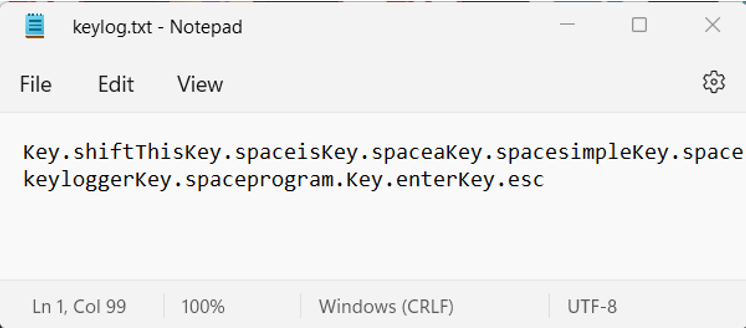 keylog.txt - Notepad
File Edit View
Key.shiftThisKey.spaceisKey.spaceaKey.spacesimpleKey.space
keyloggerKey.spaceprogram.Key.enterKey.esc
Ln 1, Col 99 100% Windows (CRLF) UTF-8